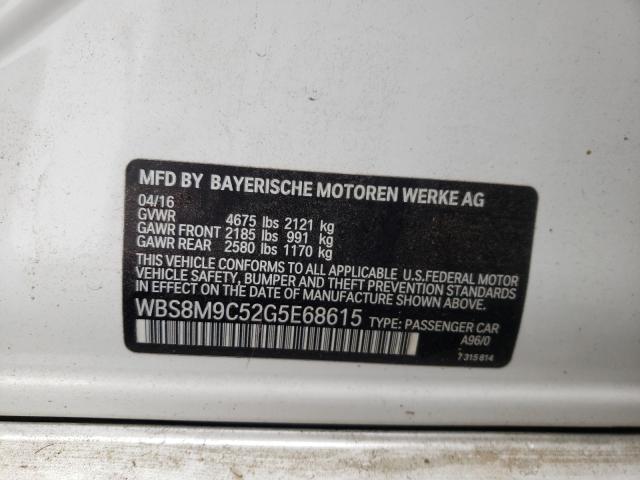 MFD BY BAYERISCHE MOTOREN WERKE AG
04/16
GVWR 4675 lbs 2121 kg
GAWR FRONT 2185 lbs 991 kg
GAWR REAR 2580 lbs 1170 kg
THIS VEHICLE CONFORMS TO ALL APPLICABLE U.S.FEDERAL MOTOR
VEHICLE SAFETY, BUMPER AND THEFT PREVENTION STANDARDS
IN EFFECT ON THE DATE OF MANUFACTURE SHOWN ABOVE.
WBS8M9C52G5E68615 TYPE: PASSENGER CAR
A96/0
7 315 614